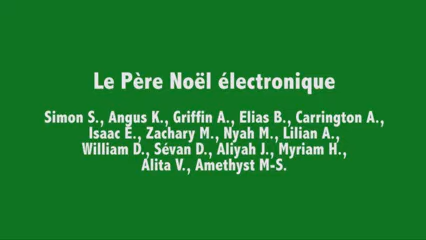 Le Père Noël électronique
Simon S., Angus K., Griffin A., Elias B., Carrington A.,
Isaac E., Zachary M., Nyah M., Lilian A.,
William D., Sévan D., Aliyah J., Myriam H.,
Alita V., Amethyst M-S.